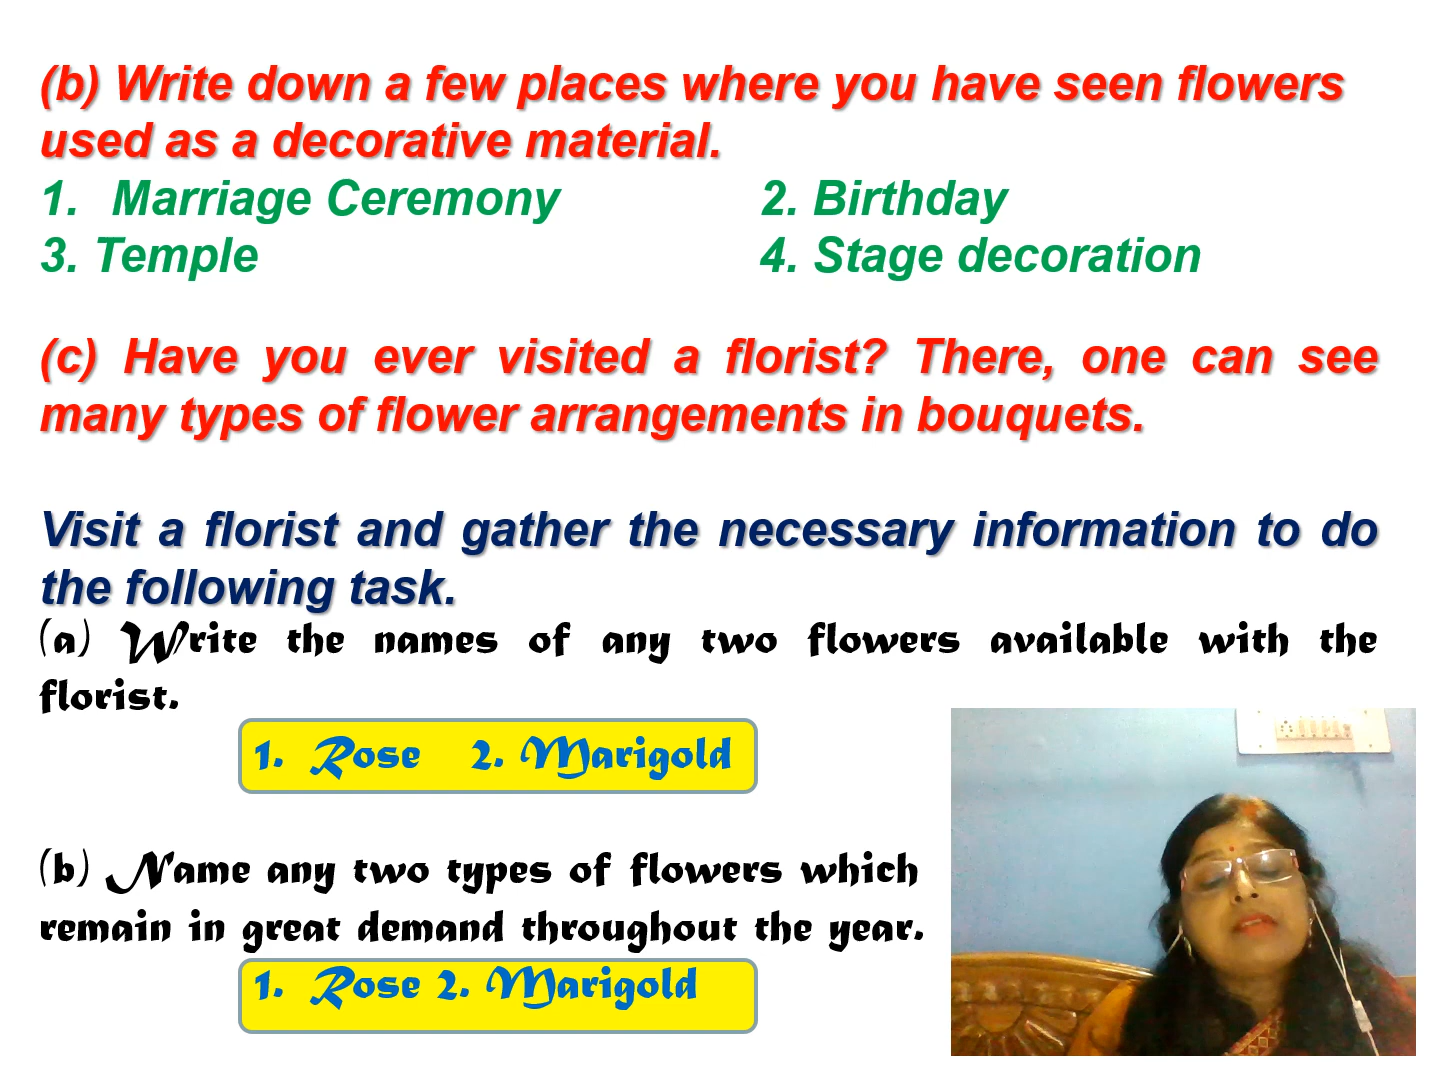 (b) Write down a few places where you have seen flowers
used as a decorative material.
1. Marriage Ceremony 2. Birthday
3. Temple 4. Stage decoration
(c) Have you ever visited a florist? There, one can see
many types of flower arrangements in bouquets.
Visit a florist and gather the necessary information to do
the following task.
(a) Write the names of any two flowers available with the
florist.
1. Rose 2. Marigold
(b) Name any two types of flowers which
remain in great demand throughout the year.
1. Rose 2. Marigold